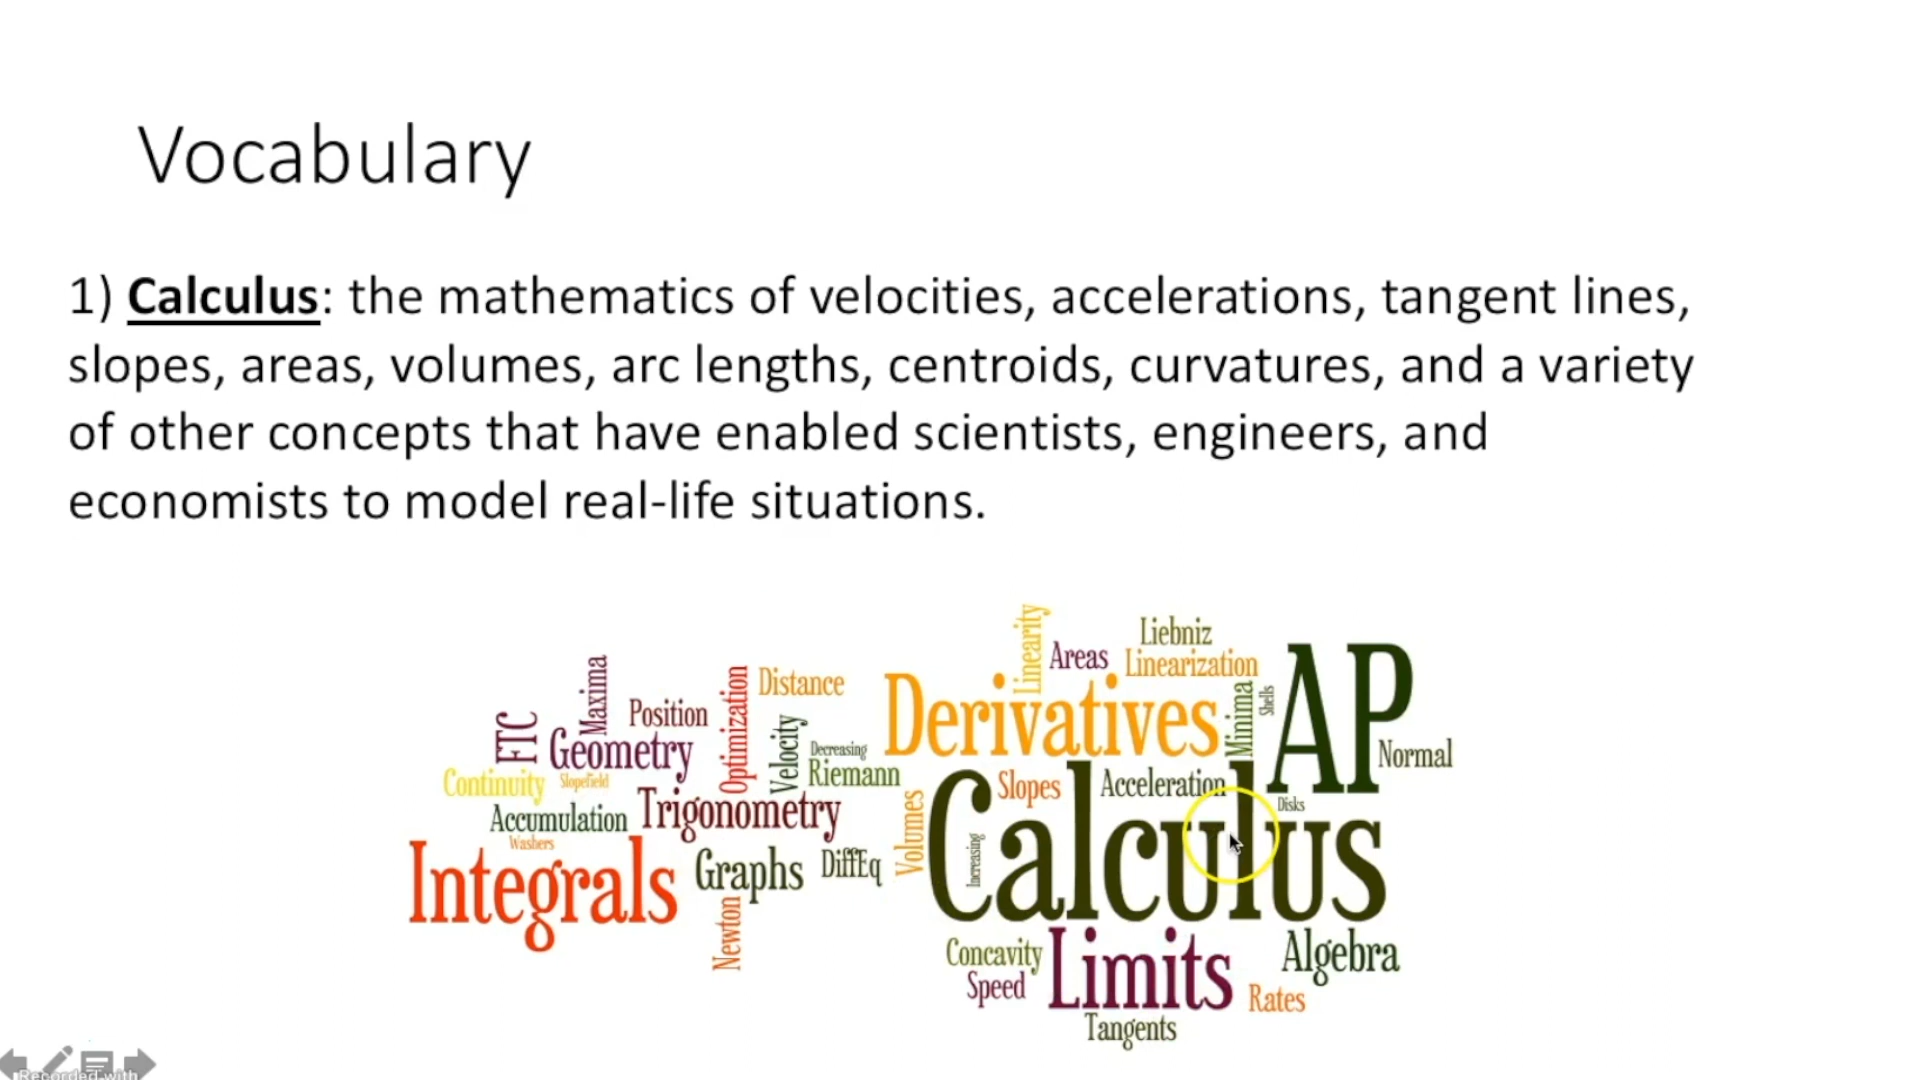 Vocabulary
1) Calculus: the mathematics of velocities, accelerations, tangent lines,
slopes, areas, volumes, arc lengths, centroids, curvatures, and a variety
of other concepts that have enabled scientists, engineers, and
economists to model real-life situations.
Linearity
Liebniz
Areas
Linearization
Maxima
Position
Optimization
Distance
Derivatives
Minima
Shells
AP
FTC
Geometry
Velocity
Decreasing
Normal
Continuity
Slopefield
Riemann
Slopes
Acceleration
Disks
Accumulation
Trigonometry
Volumes
Calculus
Increasing
Washers
Integrals
Graphs
DiffEq
Newton
Concavity
Limits
Algebra
Speed
Rates
Tangents
Recorded with